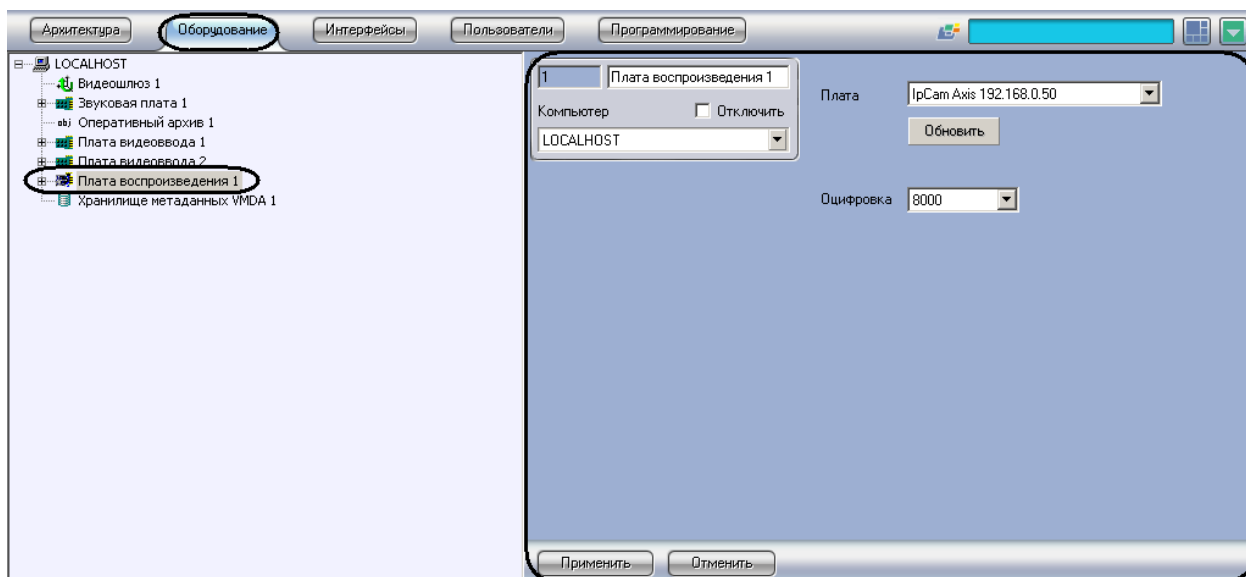 Архитектура Оборудование Интерфейсы Пользователи Программирование
LOCALHOST
Видеошлюз 1
Звуковая плата 1
obj Оперативный архив 1
Плата видеоввода 1
Плата видеоввода 2
Плата воспроизведения 1
Хранилище метаданных VMDA 1
1 Плата воспроизведения 1
Компьютер Отключить
LOCALHOST
Плата IpCam Axis 192.168.0.50
Обновить
Оцифровка 8000
Применить Отменить